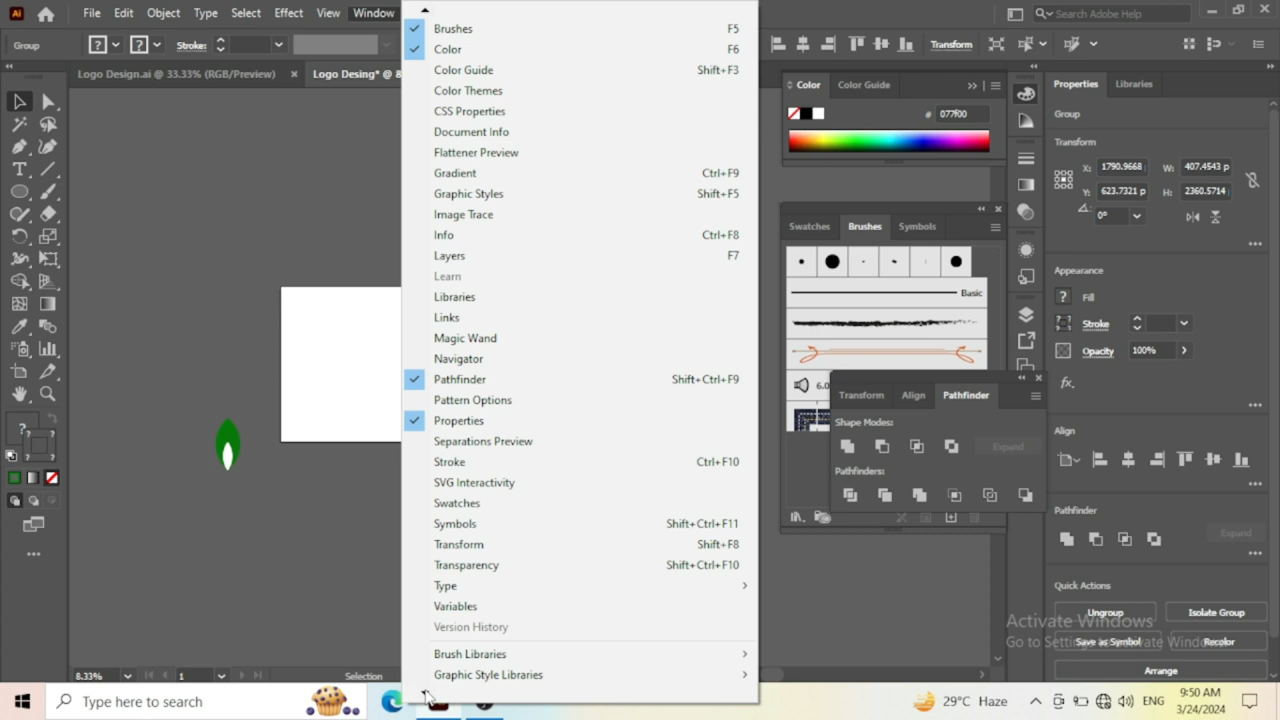 Ai
File
Edit
Object
Type
Select
Effect
View
Window
Search Adobe Help
Group
Stroke:
Transform
Logo Design.ai @ 33.33% (RGB/Preview)
Logo Desing* @ 8
Brushes F5
Color F6
Color Guide Shift+F3
Color Themes
CSS Properties
Document Info
Flattener Preview
Gradient Ctrl+F9
Graphic Styles Shift+F5
Image Trace
Info Ctrl+F8
Layers F7
Learn
Libraries
Links
Magic Wand
Navigator
Pathfinder Shift+Ctrl+F9
Pattern Options
Properties
Separations Preview
Stroke Ctrl+F10
SVG Interactivity
Swatches
Symbols Shift+Ctrl+F11
Transform Shift+F8
Transparency Shift+Ctrl+F10
Type
Variables
Version History
Brush Libraries
Graphic Style Libraries
Color
Color Guide
# 077f00
Swatches
Brushes
Symbols
Basic
6.0
Transform
Align
Pathfinder
Shape Modes:
Expand
Pathfinders:
Properties
Libraries
Group
Transform
X: 1790.9668
W: 407.4543 p
Y: 623.7321 p
H: 2360.5714
0°
Appearance
Fill
Stroke
Opacity 100%
fx.
Align
Pathfinder
Expand
Quick Actions
Ungroup
Isolate Group
Save as Symbol
Recolor
Arrange
Activate Windows
Go to Settings to activate Windows.
8.33%
1
Selection
Type here to search
29°C Haze
ENG
9:50 AM
3/24/2024